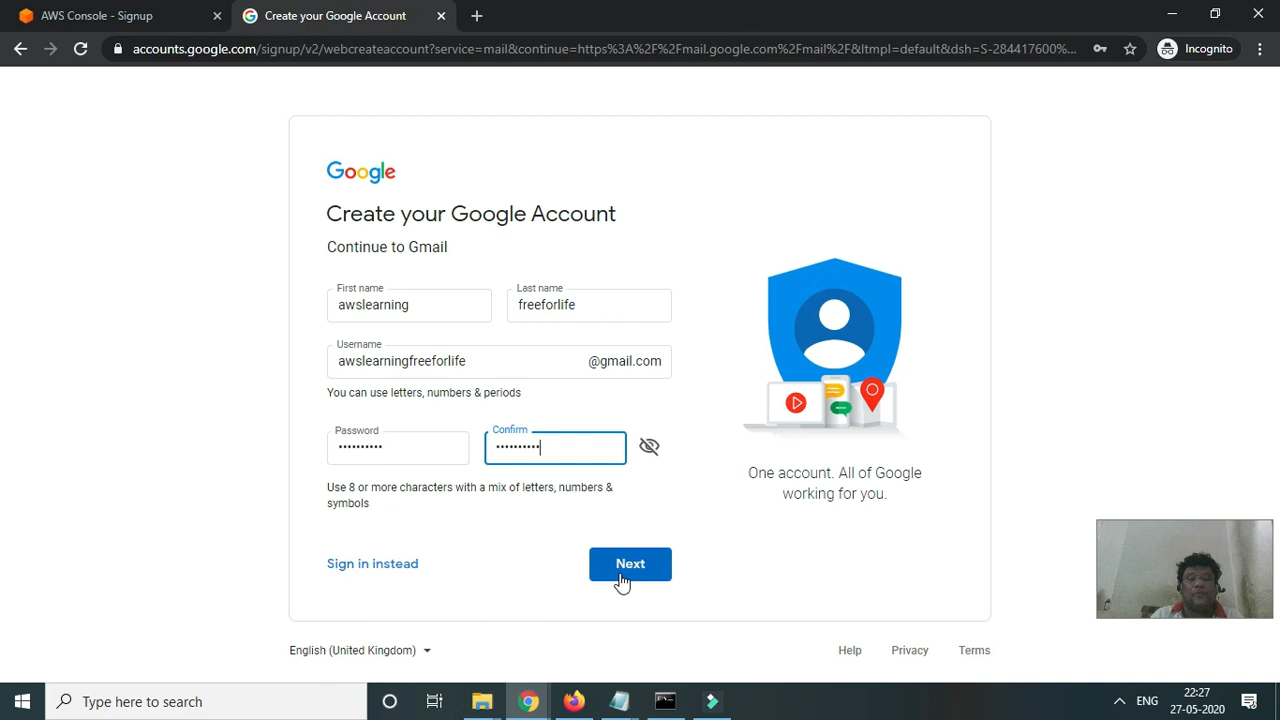 AWS Console - Signup
Create your Google Account
accounts.google.com/signup/v2/webcreateaccount?service=mail&continue=https%3A%2F%2Fmail.google.com%2Fmail%2F&ltmpl=default&dsh=S-284417600%...
Incognito
Google
Create your Google Account
Continue to Gmail
First name
awslearning
Last name
freeforlife
Username
awslearningfreeforlife
@gmail.com
You can use letters, numbers & periods
Password
••••••••••
Confirm
••••••••••
Use 8 or more characters with a mix of letters, numbers &
symbols
Sign in instead
Next
One account. All of Google
working for you.
English (United Kingdom)
Help
Privacy
Terms
Type here to search
ENG
22:27
27-05-2020